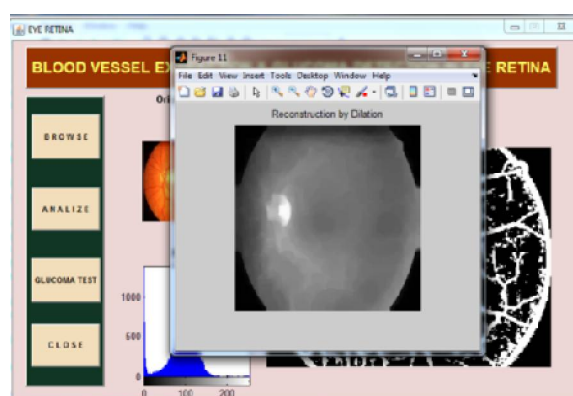 EYE RETINA
BLOOD VESSEL EX
E RETINA
Figure 11
File Edit View Insert Tools Desktop Window Help
Reconstruction by Dilation
Ori
BROWSE
ANALIZE
GLUCOMA TEST
CLOSE
1000
500
0
0 100 200